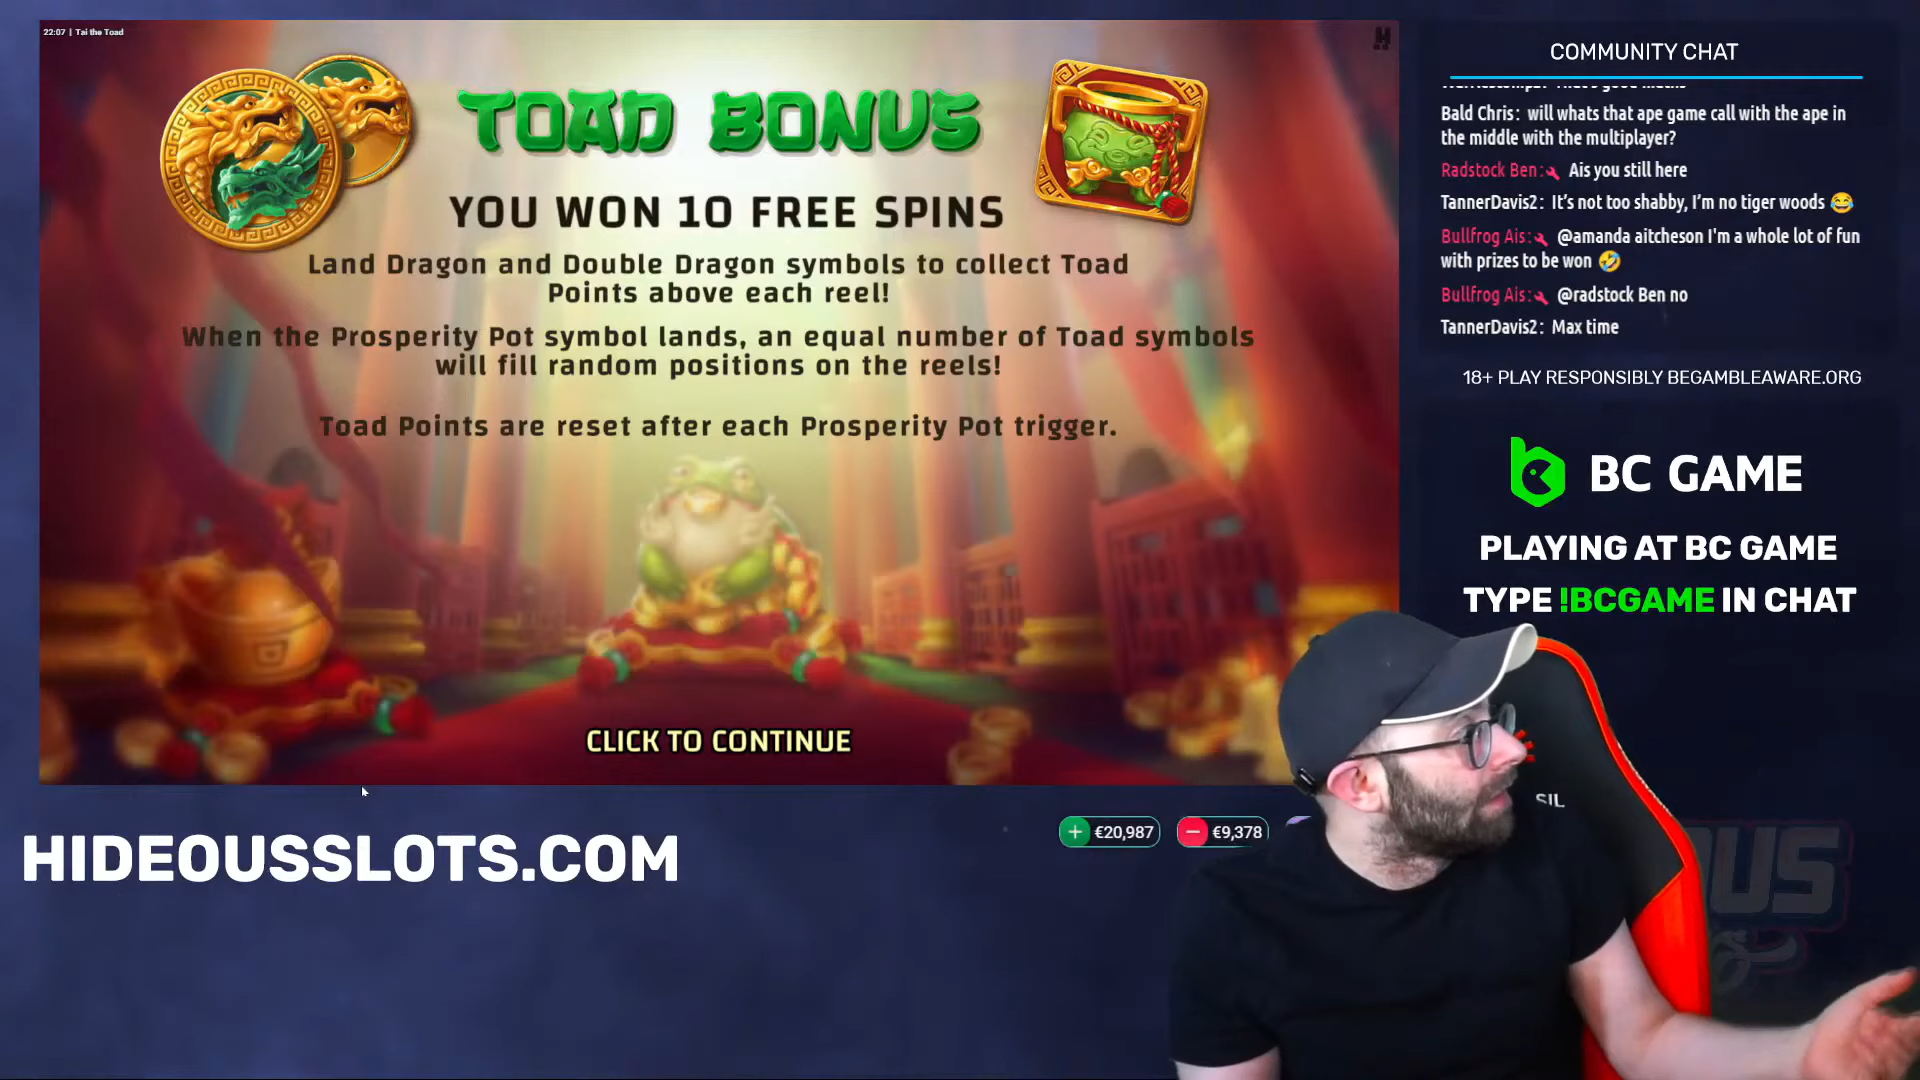 22:07 | Tai the Toad
TOAD BONUS
YOU WON 10 FREE SPINS
Land Dragon and Double Dragon symbols to collect Toad
Points above each reel!
When the Prosperity Pot symbol lands, an equal number of Toad symbols
will fill random positions on the reels!
Toad Points are reset after each Prosperity Pot trigger.
CLICK TO CONTINUE
HIDEOUSSLOTS.COM
€20,987
€9,378
COMMUNITY CHAT
Bald Chris: will whats that ape game call with the ape in
the middle with the multiplayer?
Radstock Ben: Ais you still here
TannerDavis2: It's not too shabby, I'm no tiger woods 😂
Bullfrog Ais: @amanda aitcheson I'm a whole lot of fun
with prizes to be won 🤣
Bullfrog Ais: @radstock Ben no
TannerDavis2: Max time
18+ PLAY RESPONSIBLY BEGAMBLEAWARE.ORG
BC GAME
PLAYING AT BC GAME
TYPE !BCGAME IN CHAT
SIL